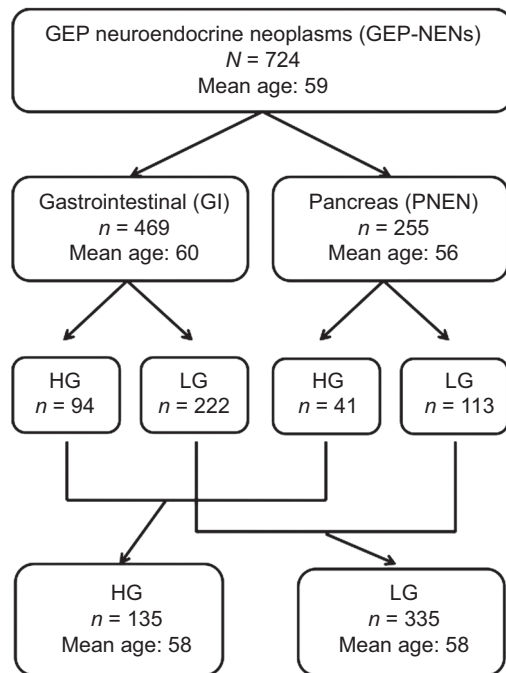 GEP neuroendocrine neoplasms (GEP-NENs)
N = 724
Mean age: 59
Gastrointestinal (GI)
n = 469
Mean age: 60
Pancreas (PNEN)
n = 255
Mean age: 56
HG
n = 94
LG
n = 222
HG
n = 41
LG
n = 113
HG
n = 135
Mean age: 58
LG
n = 335
Mean age: 58